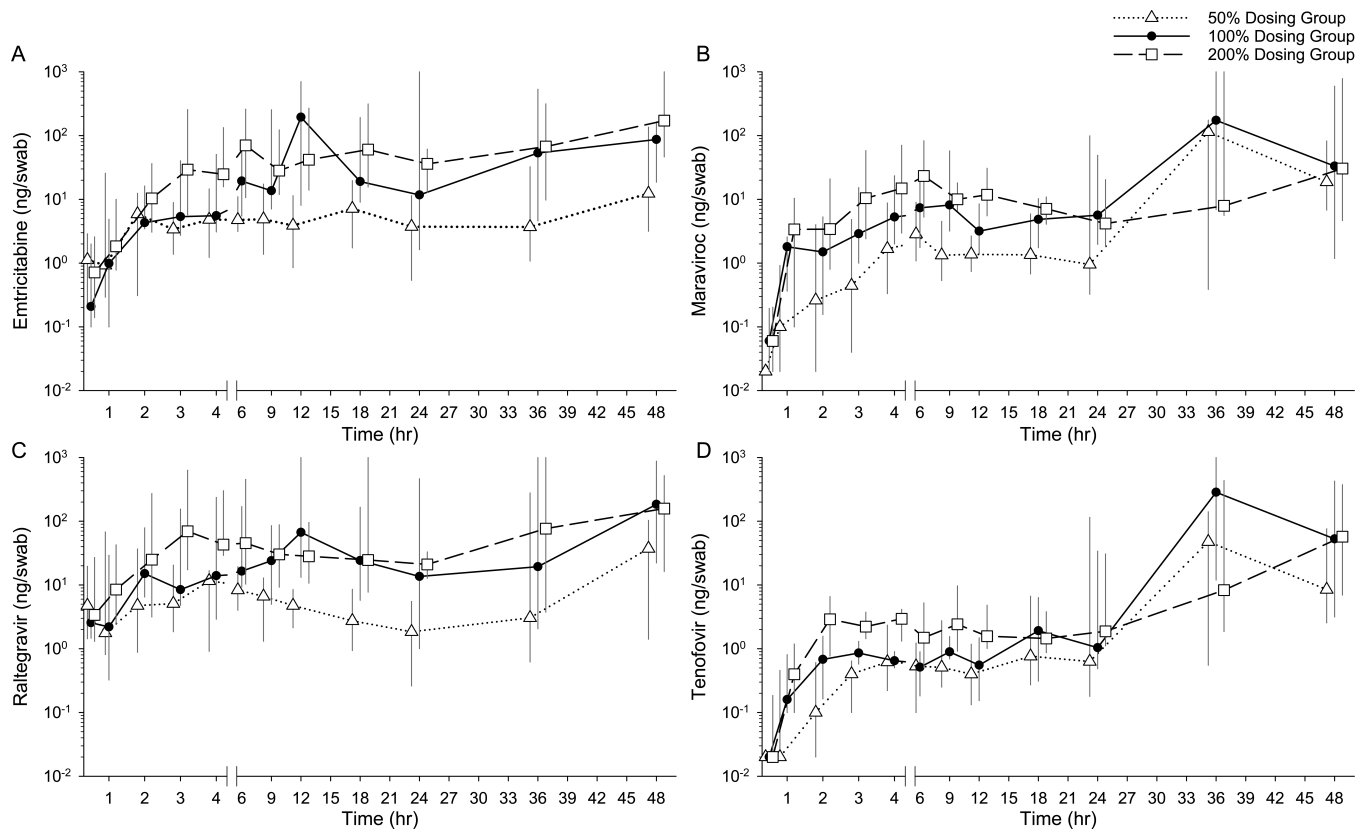 50% Dosing Group
100% Dosing Group
200% Dosing Group
A
Emtricitabine (ng/swab)
10³
10²
10¹
10⁰
10⁻¹
10⁻²
1 2 3 4 6 9 12 15 18 21 24 27 30 33 36 39 42 45 48
Time (hr)
B
Maraviroc (ng/swab)
10³
10²
10¹
10⁰
10⁻¹
10⁻²
1 2 3 4 6 9 12 15 18 21 24 27 30 33 36 39 42 45 48
Time (hr)
C
Raltegravir (ng/swab)
10³
10²
10¹
10⁰
10⁻¹
10⁻²
1 2 3 4 6 9 12 15 18 21 24 27 30 33 36 39 42 45 48
Time (hr)
D
Tenofovir (ng/swab)
10³
10²
10¹
10⁰
10⁻¹
10⁻²
1 2 3 4 6 9 12 15 18 21 24 27 30 33 36 39 42 45 48
Time (hr)